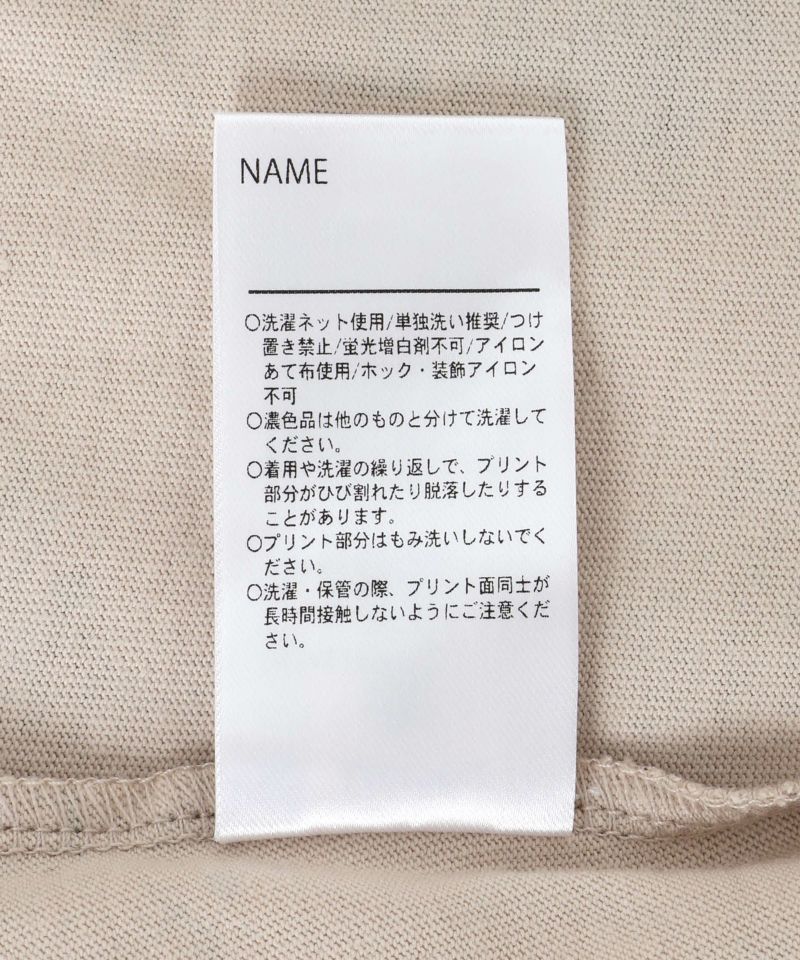 NAME
○洗濯ネット使用/単独洗い推奨/つけ
置き禁止/蛍光増白剤不可/アイロン
あて布使用/ホック・装飾アイロン
不可
○濃色品は他のものと分けて洗濯して
ください。
○着用や洗濯の繰り返しで、プリント
部分がひび割れたり脱落したりする
ことがあります。
○プリント部分はもみ洗いしないでく
ださい。
○洗濯・保管の際、プリント面同士が
長時間接触しないようにご注意くだ
さい。